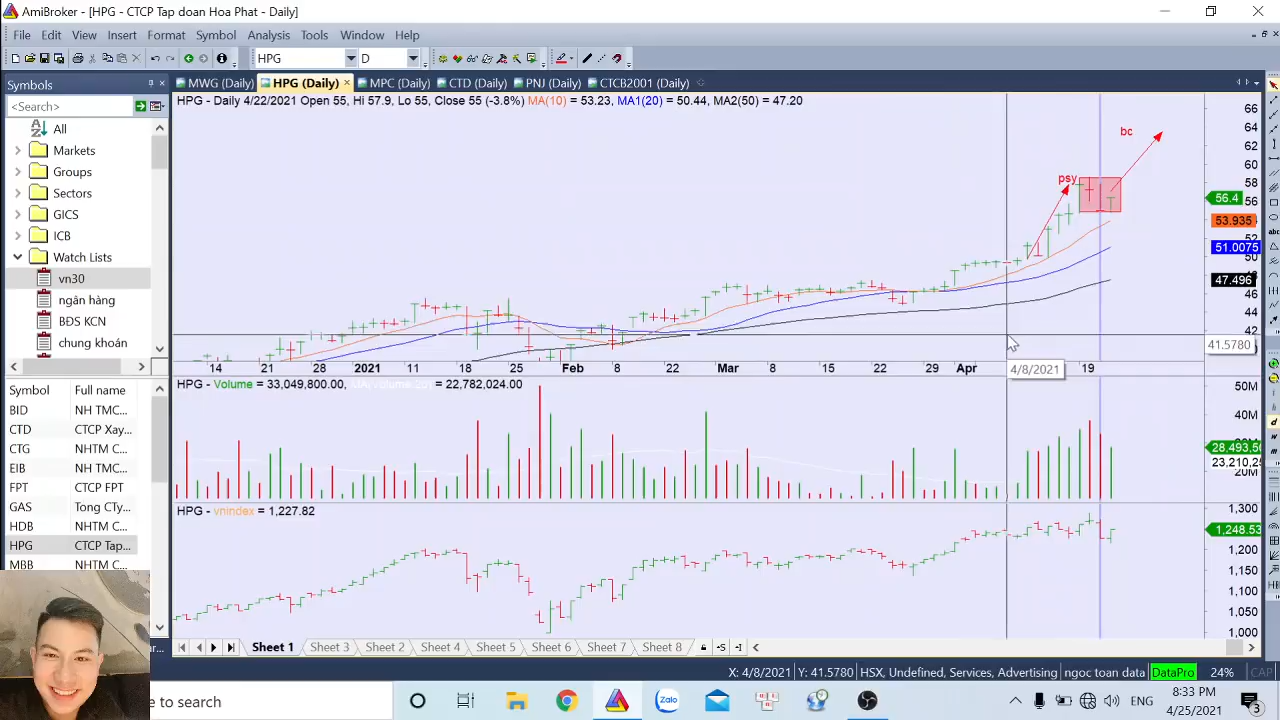 AmiBroker - [HPG - CTCP Tap doan Hoa Phat - Daily]
File Edit View Insert Format Symbol Analysis Tools Window Help
HPG D
Symbols
MWG (Daily) HPG (Daily) MPC (Daily) CTD (Daily) PNJ (Daily) CTCB2001 (Daily)
<Search>
All
Markets
Groups
Sectors
GICS
ICB
Watch Lists
vn30
ngân hàng
BĐS KCN
chung khoán
Symbol Full name
BID NH TMC...
CTD CTCP Xay...
CTG NHTM C...
EIB NHTM C...
FPT CTCP FPT
GAS Tong CTy...
HDB NHTM C...
HPG CTCP Tap...
MBB NHTM C...
HPG - Daily 4/22/2021 Open 55, Hi 57.9, Lo 55, Close 55 (-3.8%) MA(10) = 53.23, MA1(20) = 50.44, MA2(50) = 47.20
psy
bc
66
64
62
60
58
56.4
56
53.935
52
51.0075
50
47.496
46
44
42
41.5780
14 21 28 2021 11 18 25 Feb 8 22 Mar 8 15 22 29 Apr 19
4/8/2021
HPG - Volume = 33,049,800.00, = 22,782,024.00
50M
40M
28,493,50
23,210,25
20M
HPG - vnindex = 1,227.82
1,300
1,248.53
1,200
1,150
1,100
1,050
1,000
Sheet 1 Sheet 3 Sheet 2 Sheet 4 Sheet 5 Sheet 6 Sheet 7 Sheet 8
X: 4/8/2021 Y: 41.5780 HSX, Undefined, Services, Advertising ngoc toan data DataPro 24% CAP
e to search
Zalo
ENG
8:33 PM
4/25/2021
3